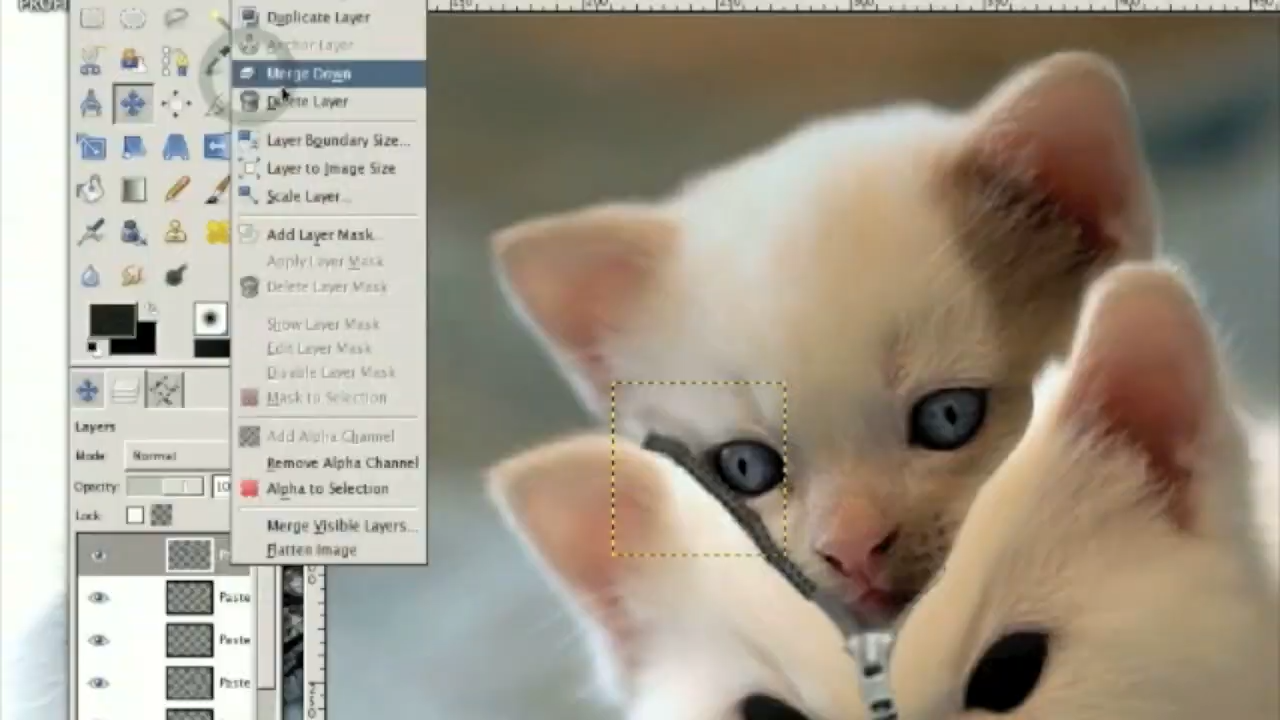 Duplicate Layer
Anchor Layer
Merge Down
Delete Layer
Layer Boundary Size...
Layer to Image Size
Scale Layer...
Add Layer Mask...
Apply Layer Mask
Delete Layer Mask
Show Layer Mask
Edit Layer Mask
Disable Layer Mask
Mask to Selection
Add Alpha Channel
Remove Alpha Channel
Alpha to Selection
Merge Visible Layers...
Flatten Image
Layers
Mode: Normal
Opacity: 10
Lock:
Paste
Paste
Paste